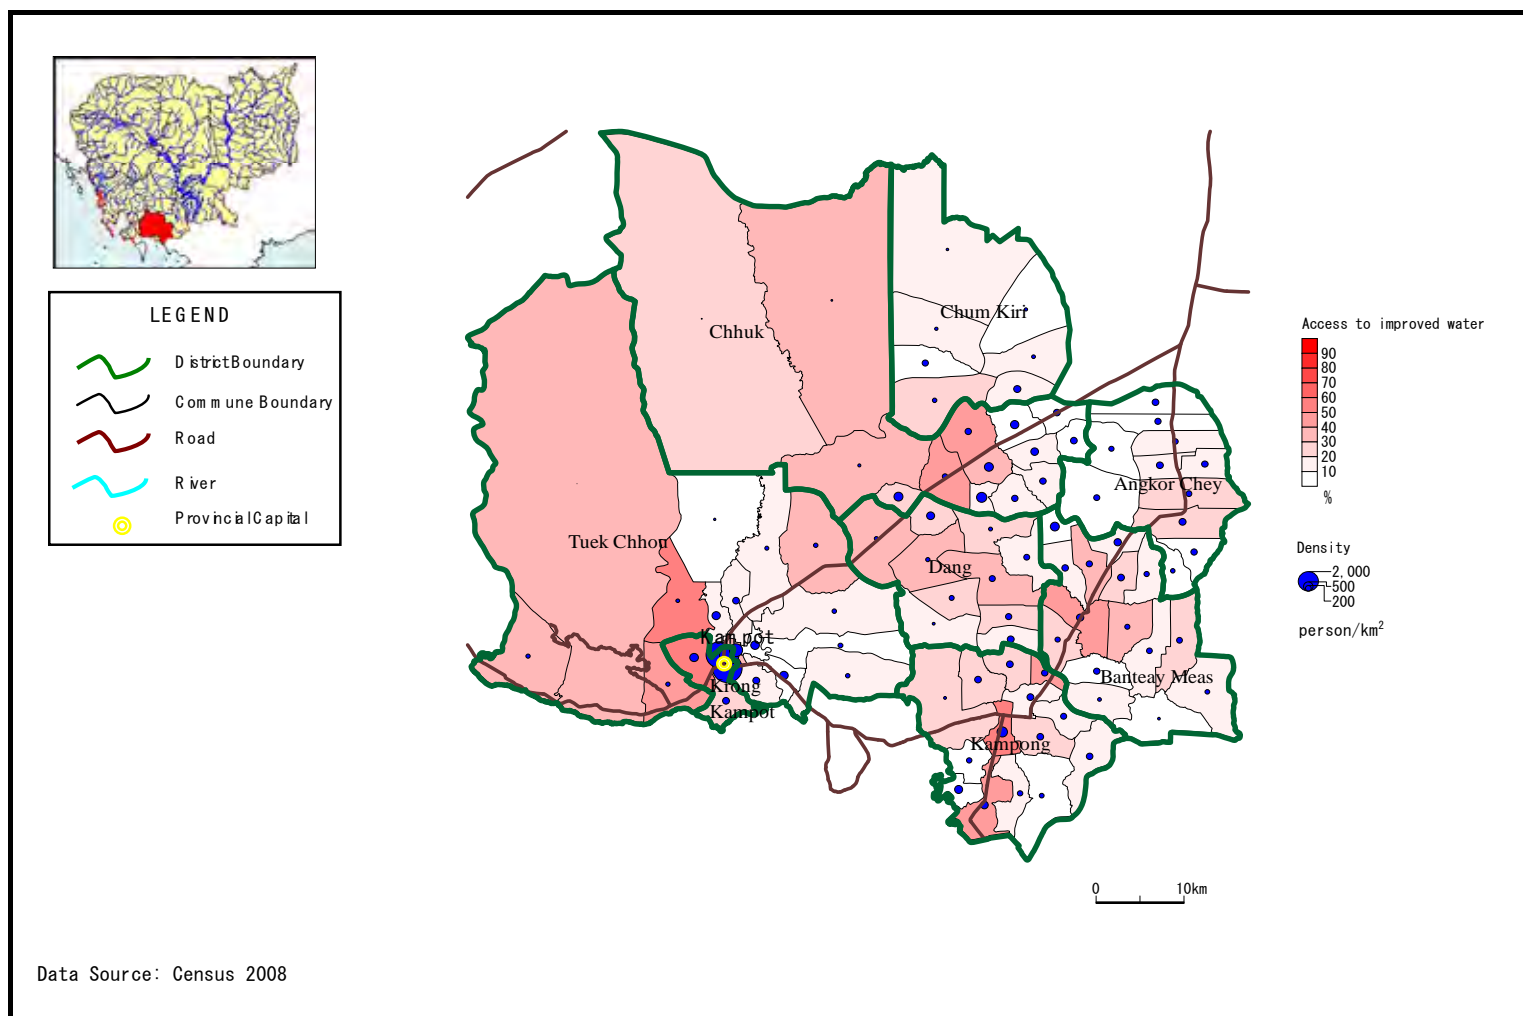 LEGEND
District Boundary
Commune Boundary
Road
River
Provincial Capital
Chhuk
Chum Kiri
Angkor Chey
Tuek Chhon
Dang
Kampot
Krong
Kampot
Banteay Meas
Kampong
Access to improved water
90
80
70
60
50
40
30
20
10
%
Density
2,000
500
200
person/km²
0 10km
Data Source: Census 2008